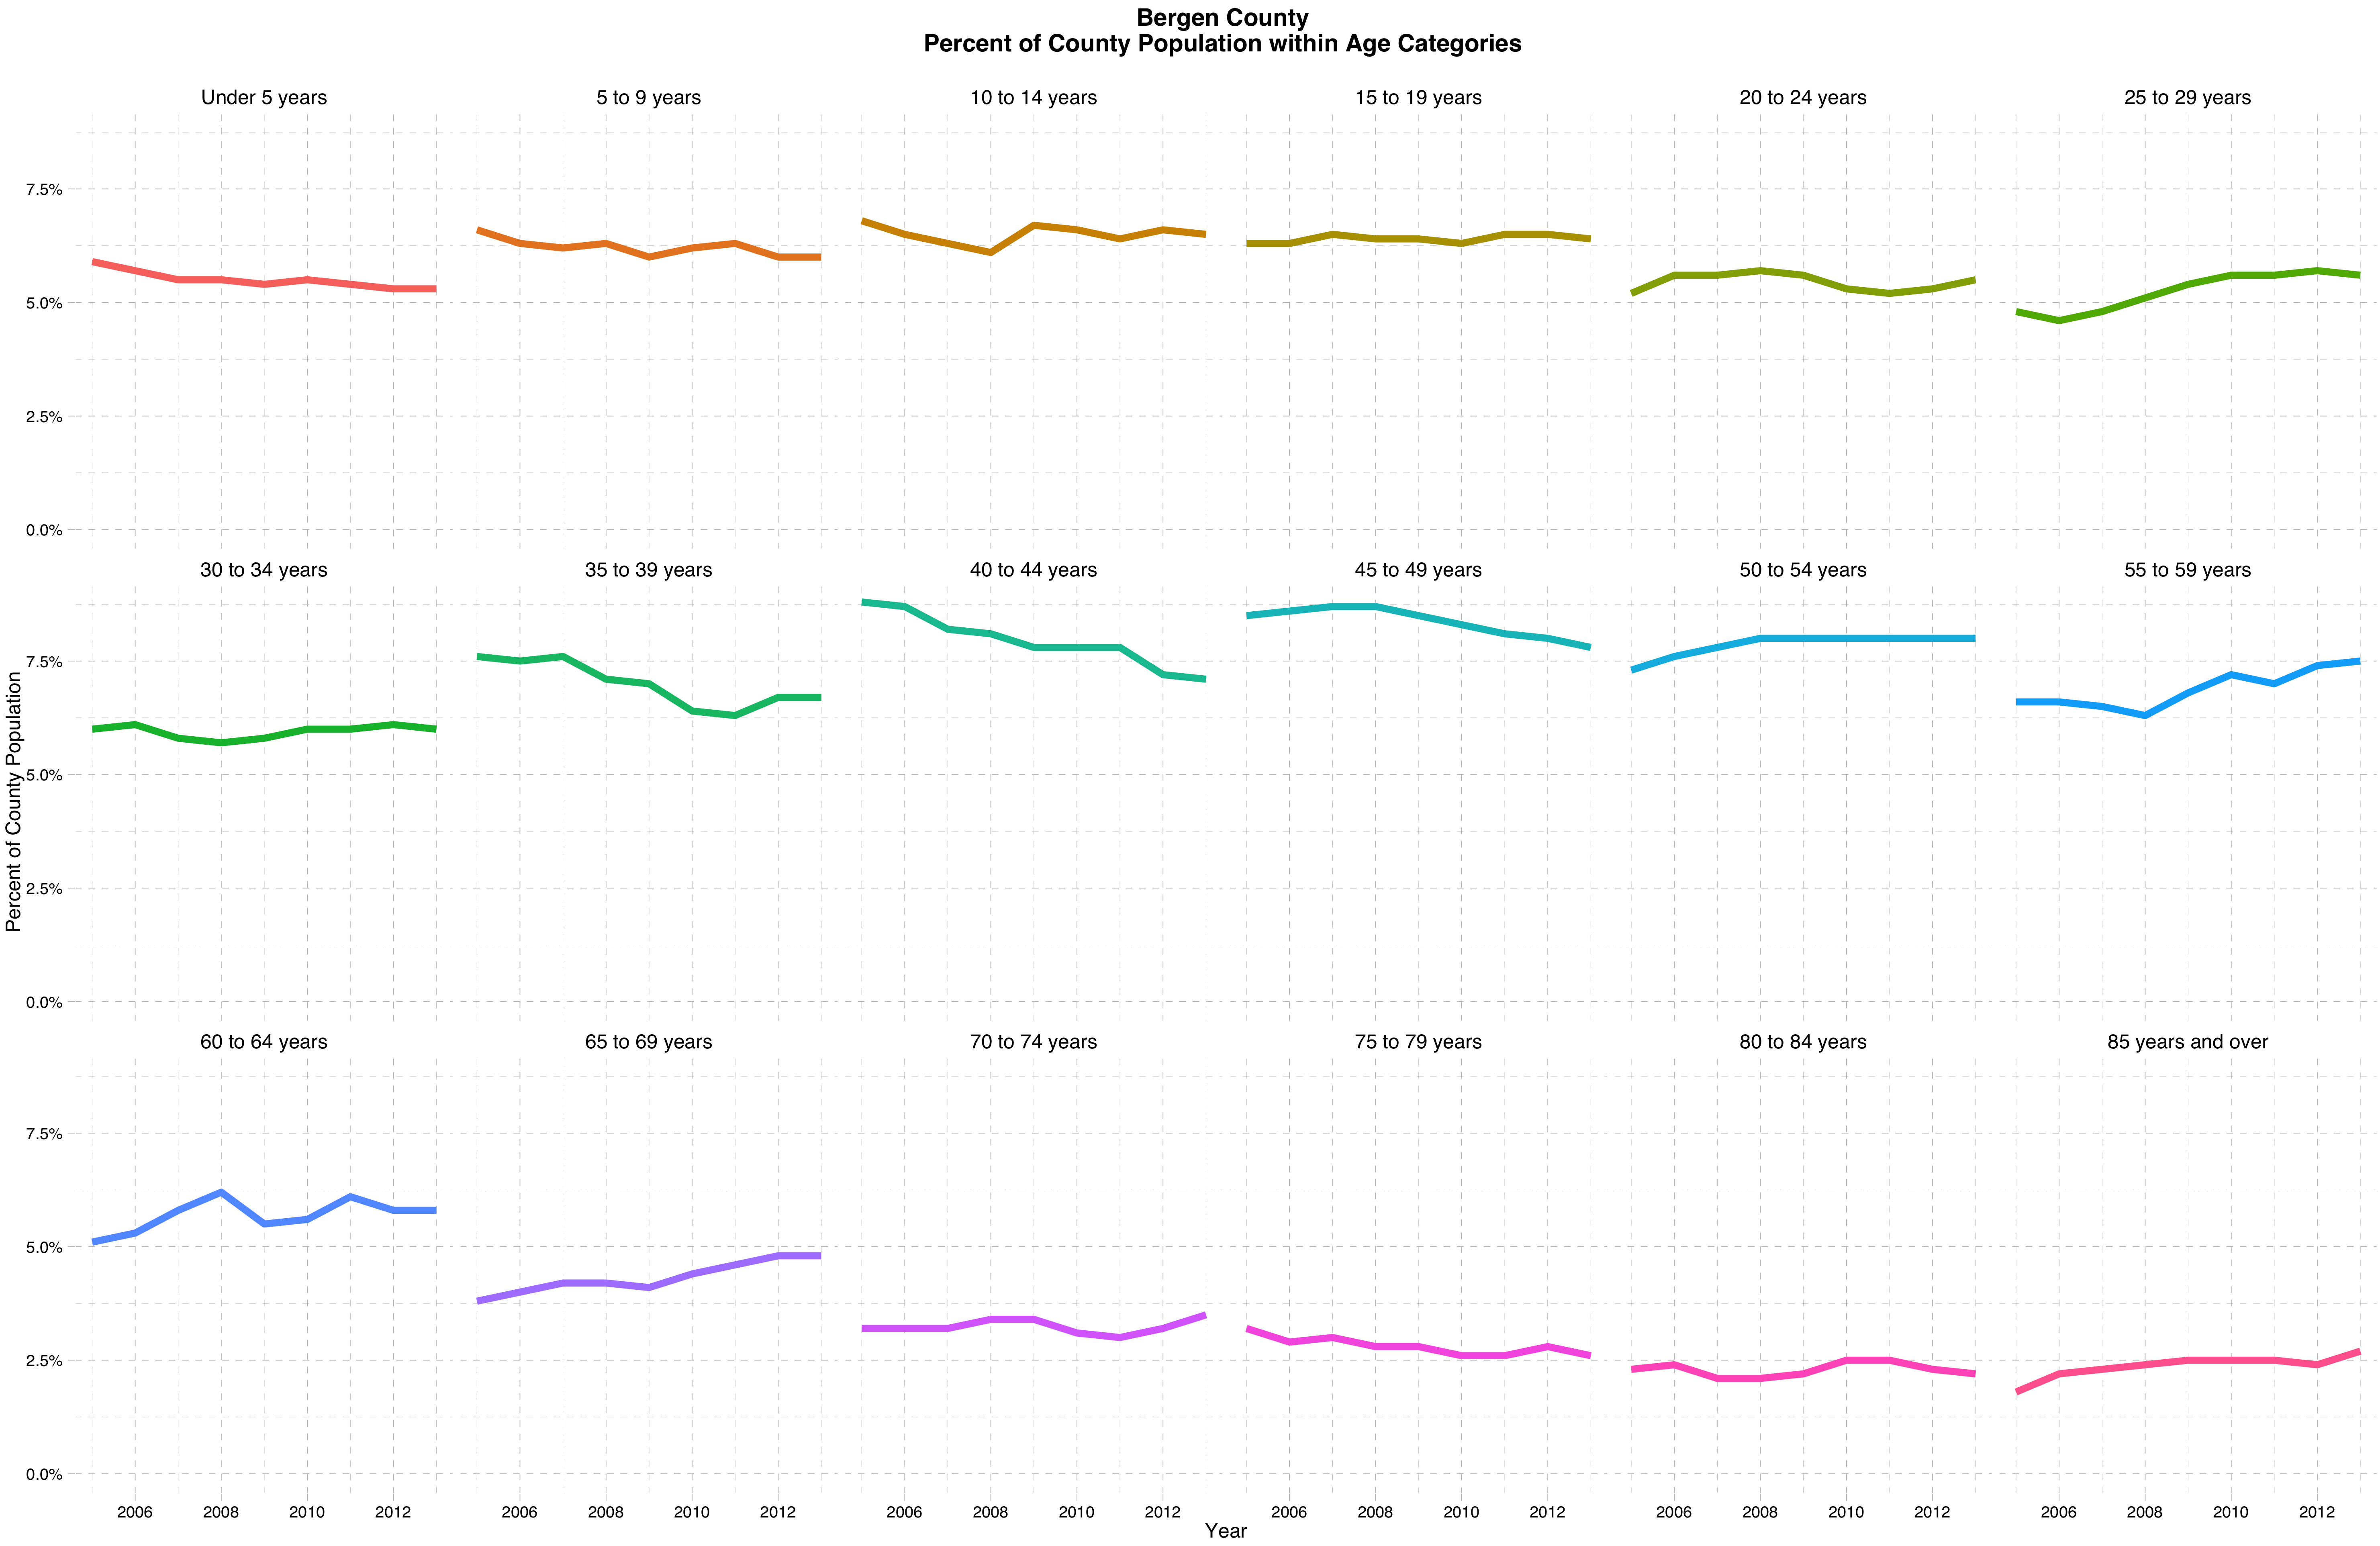 Bergen County
Percent of County Population within Age Categories
Under 5 years
5 to 9 years
10 to 14 years
15 to 19 years
20 to 24 years
25 to 29 years
7.5%
5.0%
2.5%
0.0%
30 to 34 years
35 to 39 years
40 to 44 years
45 to 49 years
50 to 54 years
55 to 59 years
Percent of County Population
7.5%
5.0%
2.5%
0.0%
60 to 64 years
65 to 69 years
70 to 74 years
75 to 79 years
80 to 84 years
85 years and over
7.5%
5.0%
2.5%
0.0%
2006 2008 2010 2012
2006 2008 2010 2012
2006 2008 2010 2012
2006 2008 2010 2012
2006 2008 2010 2012
2006 2008 2010 2012
Year